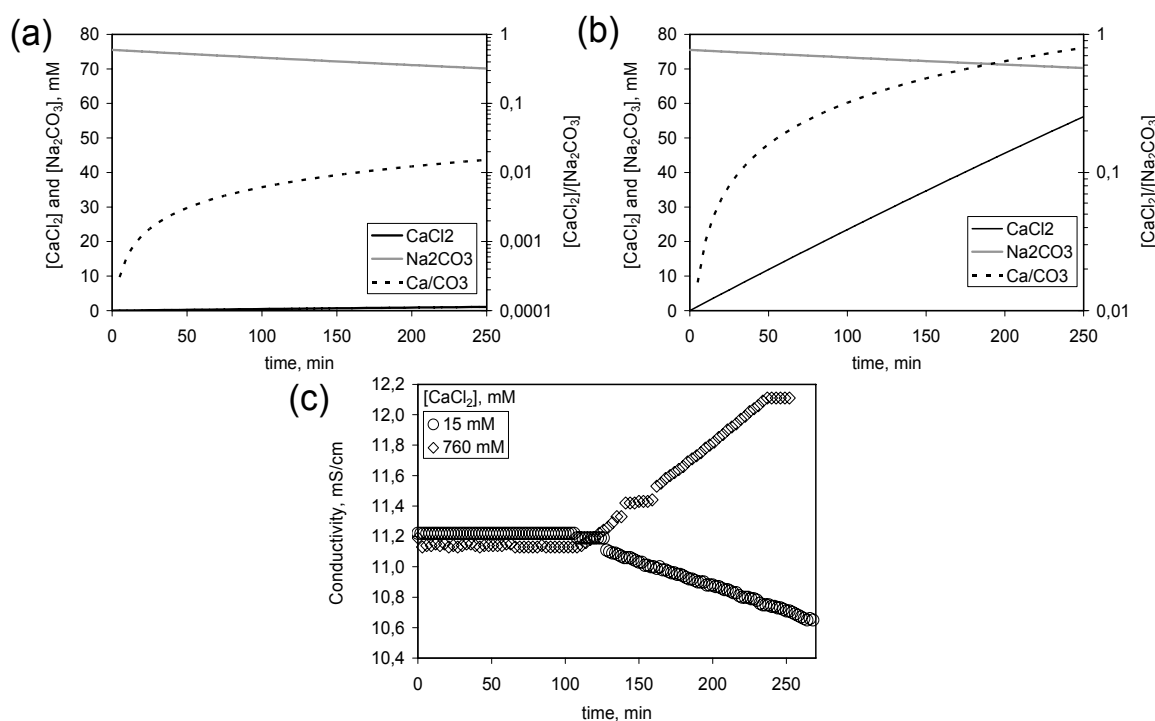 (a)
80
70
60
50
40
30
20
10
0
[CaCl₂] and [Na₂CO₃], mM
1
0,1
0,01
0,001
0,0001
[CaCl₂]/[Na₂CO₃]
CaCl2
Na2CO3
Ca/CO3
0 50 100 150 200 250
time, min
(b)
80
70
60
50
40
30
20
10
0
[CaCl₂] and [Na₂CO₃], mM
1
0,1
0,01
[CaCl₂]/[Na₂CO₃]
CaCl2
Na2CO3
Ca/CO3
0 50 100 150 200 250
time, min
(c)
12,2
12,0
11,8
11,6
11,4
11,2
11,0
10,8
10,6
10,4
Conductivity, mS/cm
[CaCl₂], mM
15 mM
760 mM
0 50 100 150 200 250
time, min